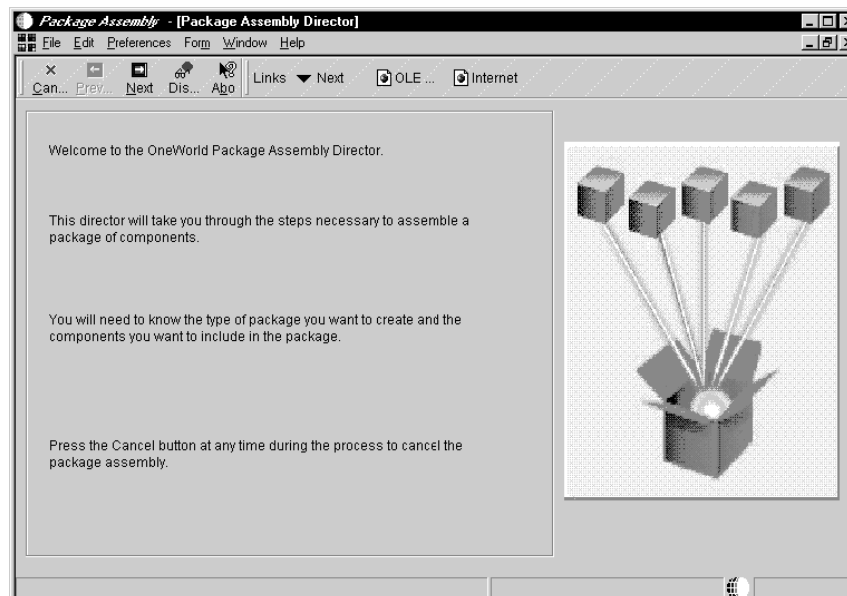 Package Assembly - [Package Assembly Director]
File Edit Preferences Form Window Help
Can... Prev... Next Dis... Abo Links Next OLE ... Internet
Welcome to the OneWorld Package Assembly Director.
This director will take you through the steps necessary to assemble a
package of components.
You will need to know the type of package you want to create and the
components you want to include in the package.
Press the Cancel button at any time during the process to cancel the
package assembly.